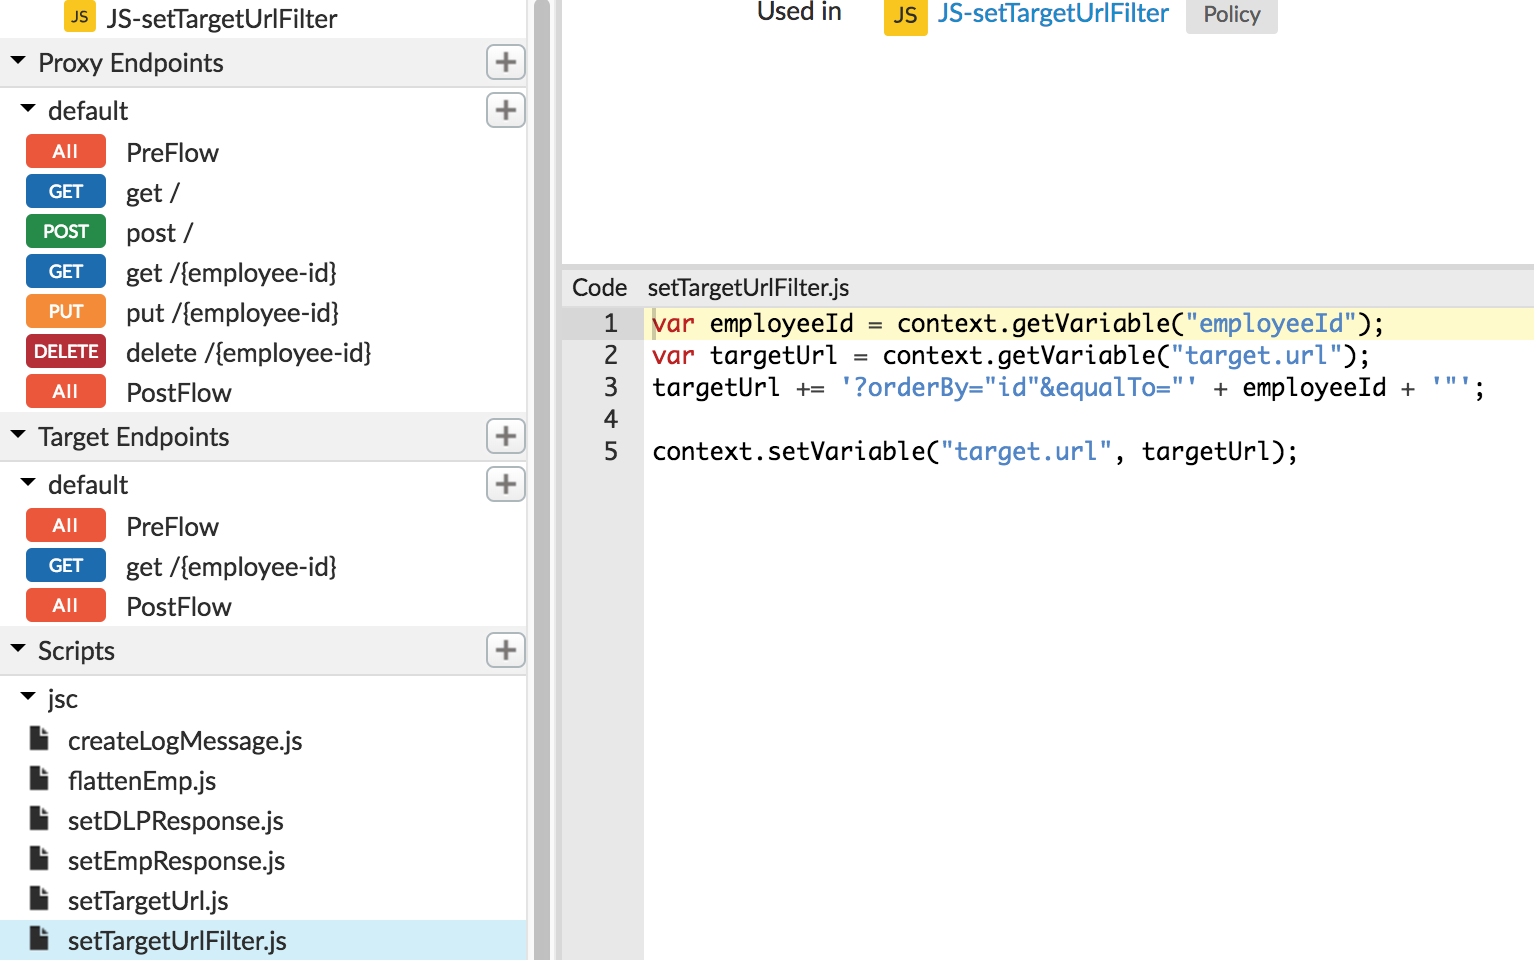 JS JS-setTargetUrlFilter
Proxy Endpoints
default
All PreFlow
GET get /
POST post /
GET get /{employee-id}
PUT put /{employee-id}
DELETE delete /{employee-id}
All PostFlow
Target Endpoints
default
All PreFlow
GET get /{employee-id}
All PostFlow
Scripts
jsc
createLogMessage.js
flattenEmp.js
setDLPResponse.js
setEmpResponse.js
setTargetUrl.js
setTargetUrlFilter.js
Used in JS JS-setTargetUrlFilter Policy
Code setTargetUrlFilter.js
1 var employeeId = context.getVariable("employeeId");
2 var targetUrl = context.getVariable("target.url");
3 targetUrl += '?orderBy="id"&equalTo="' + employeeId + '"';
4
5 context.setVariable("target.url", targetUrl);